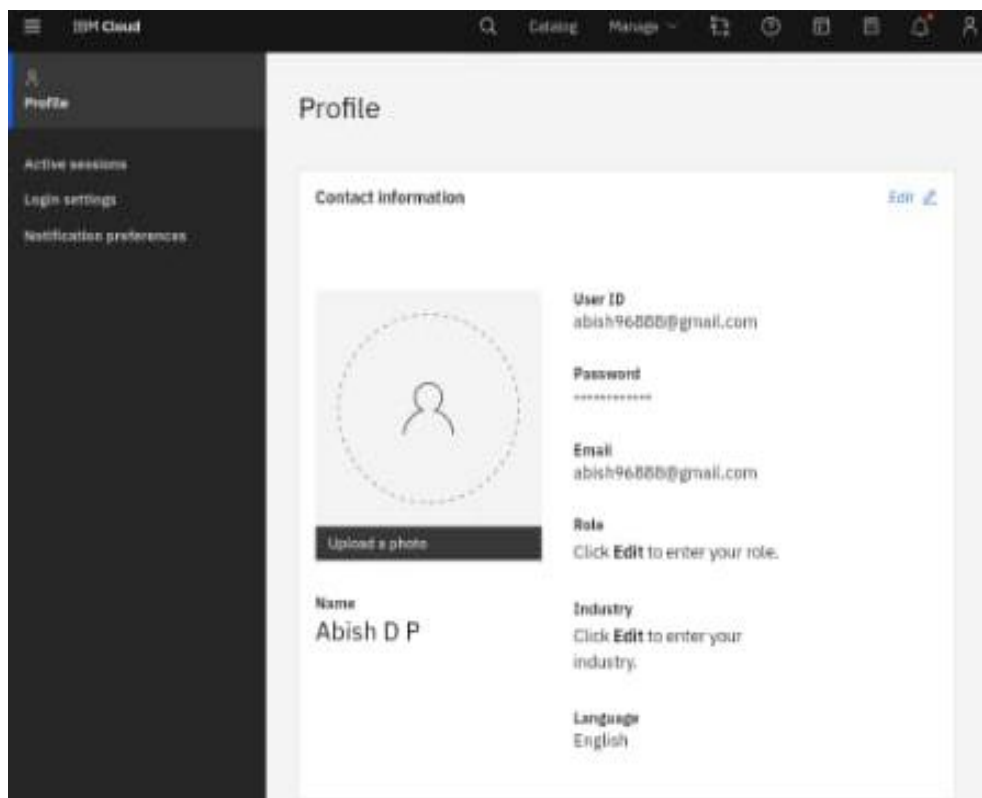 IBM Cloud
Catalog
Manage
Profile
Active sessions
Login settings
Notification preferences
Profile
Contact information
Edit
User ID
abish96888@gmail.com
Password
************
Email
abish96888@gmail.com
Role
Click Edit to enter your role.
Upload a photo
Name
Abish D P
Industry
Click Edit to enter your
industry.
Language
English